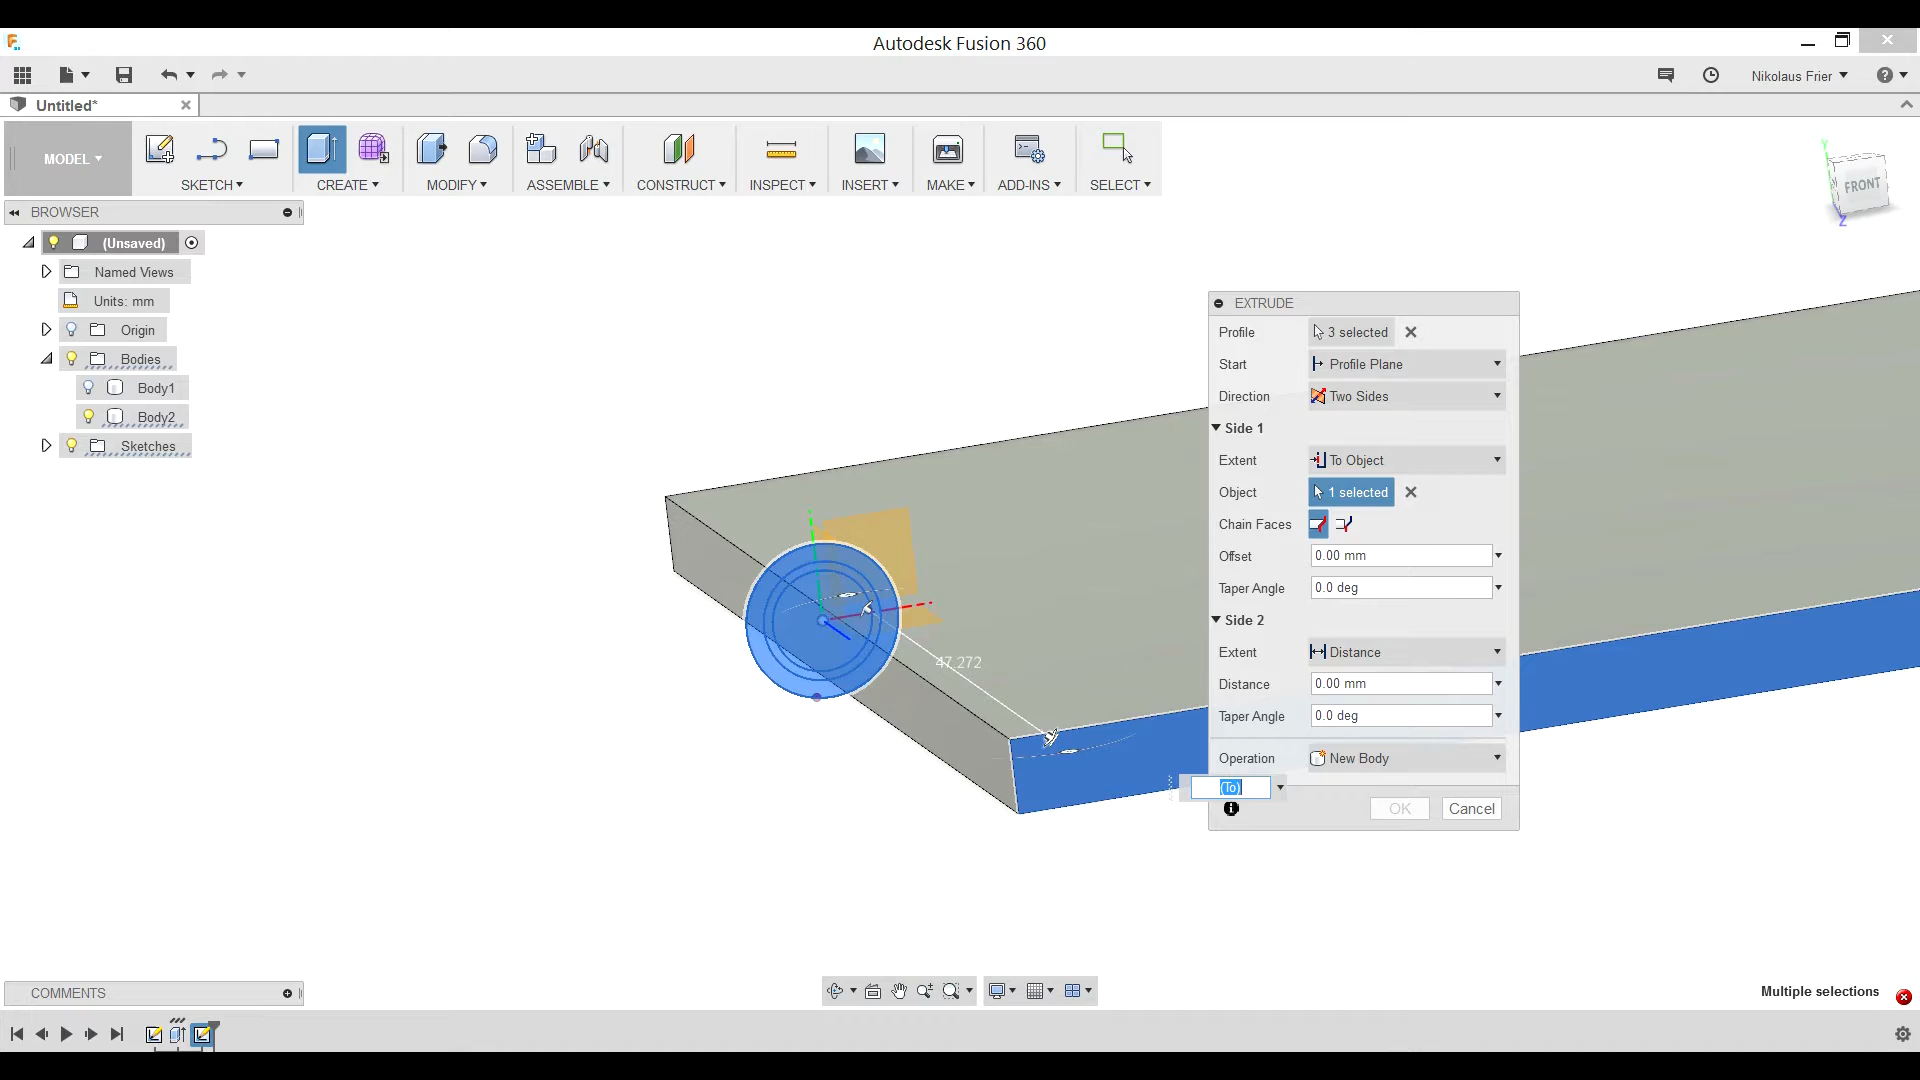 Autodesk Fusion 360
Nikolaus Frier
Untitled*
MODEL
SKETCH
CREATE
MODIFY
ASSEMBLE
CONSTRUCT
INSPECT
INSERT
MAKE
ADD-INS
SELECT
FRONT
Y
Z
BROWSER
(Unsaved)
Named Views
Units: mm
Origin
Bodies
Body1
Body2
Sketches
EXTRUDE
Profile 3 selected
Start Profile Plane
Direction Two Sides
Side 1
Extent To Object
Object 1 selected
Chain Faces
Offset 0.00 mm
Taper Angle 0.0 deg
Side 2
Extent Distance
Distance 0.00 mm
Taper Angle 0.0 deg
Operation New Body
OK Cancel
47.272
(To)
COMMENTS
Multiple selections